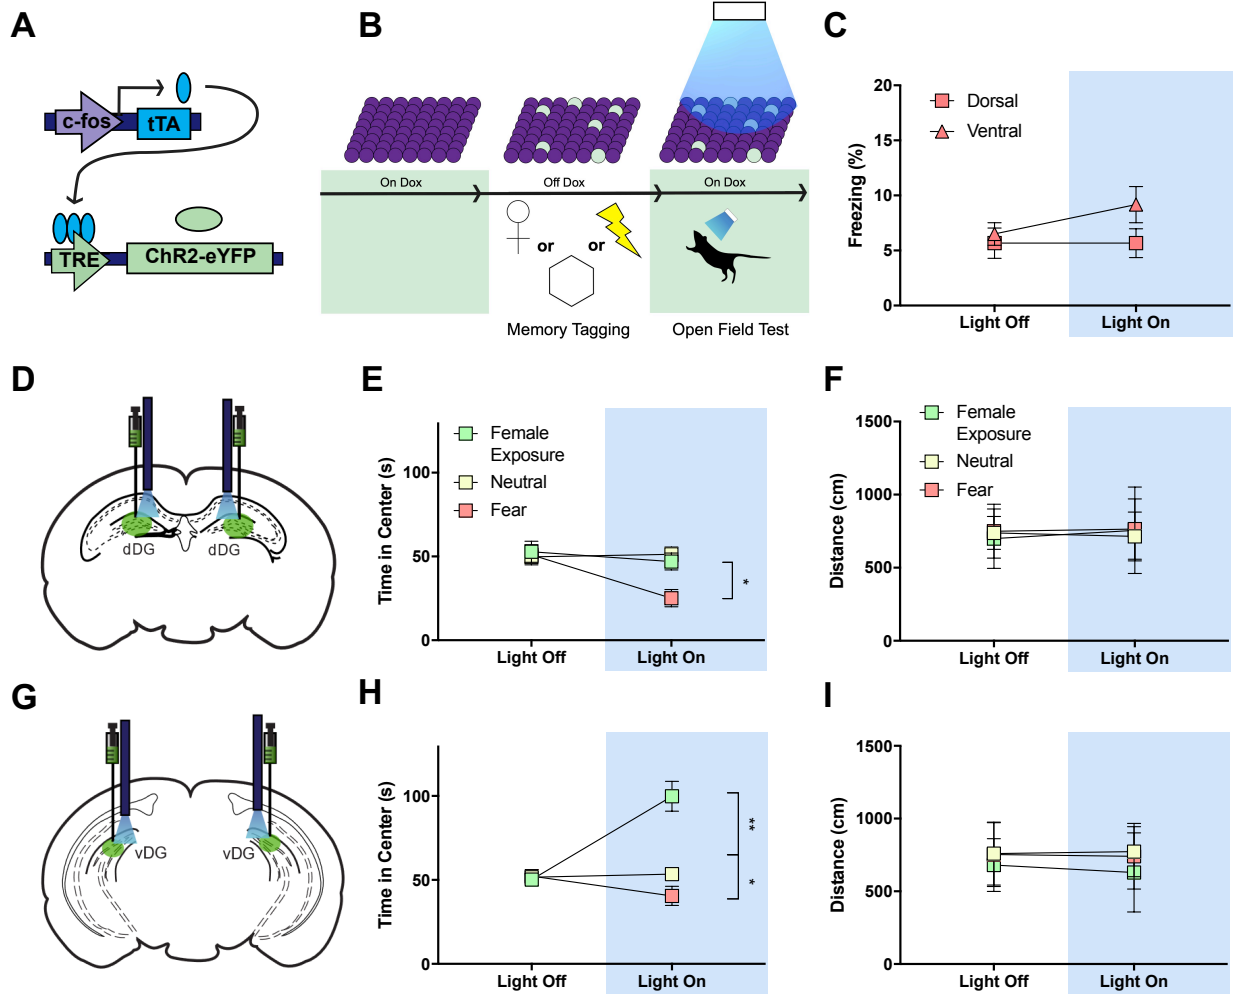 A
c-fos
tTA
TRE
ChR2-eYFP
B
On Dox
Off Dox
On Dox
or
or
Memory Tagging
Open Field Test
C
Freezing (%)
20
15
10
5
0
Dorsal
Ventral
Light Off
Light On
D
dDG
dDG
E
Time in Center (s)
100
50
0
Female
Exposure
Neutral
Fear
*
Light Off
Light On
F
Distance (cm)
1500
1000
500
0
Female
Exposure
Neutral
Fear
Light Off
Light On
G
vDG
vDG
H
Time in Center (s)
100
50
0
**
*
Light Off
Light On
I
Distance (cm)
1500
1000
500
0
Light Off
Light On